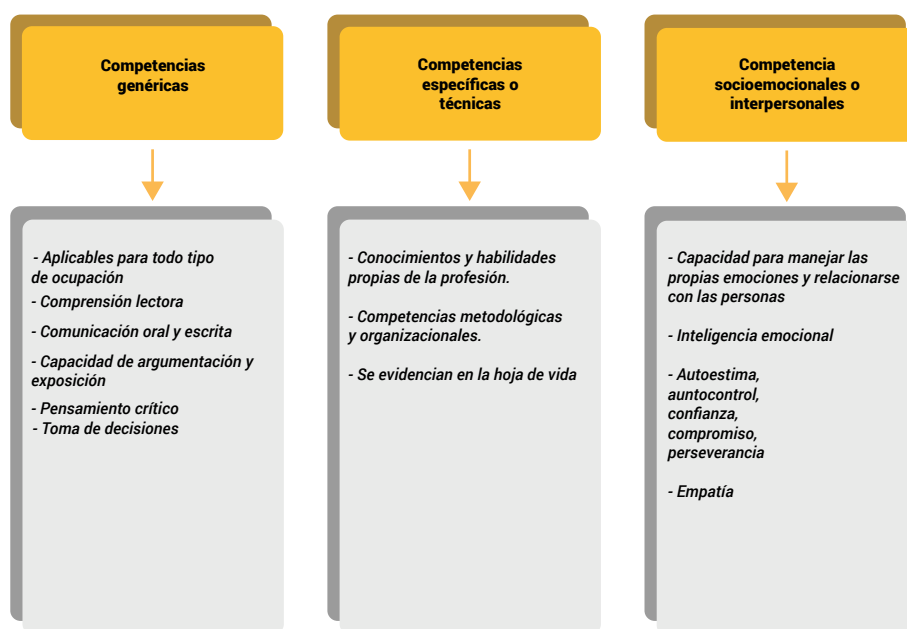 Competencias
genéricas
- Aplicables para todo tipo
de ocupación
- Comprensión lectora
- Comunicación oral y escrita
- Capacidad de argumentación y
exposición
- Pensamiento crítico
- Toma de decisiones
Competencias
específicas o
técnicas
- Conocimientos y habilidades
propias de la profesión.
- Competencias metodológicas
y organizacionales.
- Se evidencian en la hoja de vida
Competencia
socioemocionales o
interpersonales
- Capacidad para manejar las
propias emociones y relacionarse
con las personas
- Inteligencia emocional
- Autoestima,
auntocontrol,
confianza,
compromiso,
perseverancia
- Empatía